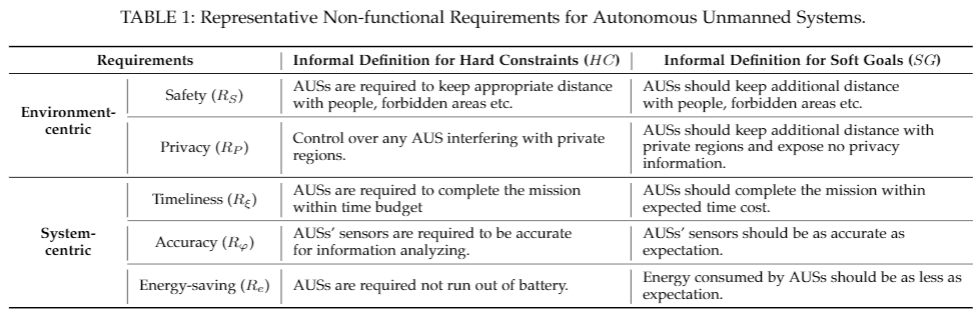 TABLE 1: Representative Non-functional Requirements for Autonomous Unmanned Systems.
Requirements | Informal Definition for Hard Constraints (HC) | Informal Definition for Soft Goals (SG)
Environment-centric
Safety (R_S)
AUSs are required to keep appropriate distance
with people, forbidden areas etc.
AUSs should keep additional distance
with people, forbidden areas etc.
Privacy (R_P)
Control over any AUS interfering with private
regions.
AUSs should keep additional distance with
private regions and expose no privacy
information.
System-centric
Timeliness (R_ξ)
AUSs are required to complete the mission
within time budget
AUSs should complete the mission within
expected time cost.
Accuracy (R_φ)
AUSs' sensors are required to be accurate
for information analyzing.
AUSs' sensors should be as accurate as
expectation.
Energy-saving (R_e)
AUSs are required not run out of battery.
Energy consumed by AUSs should be as less as
expectation.